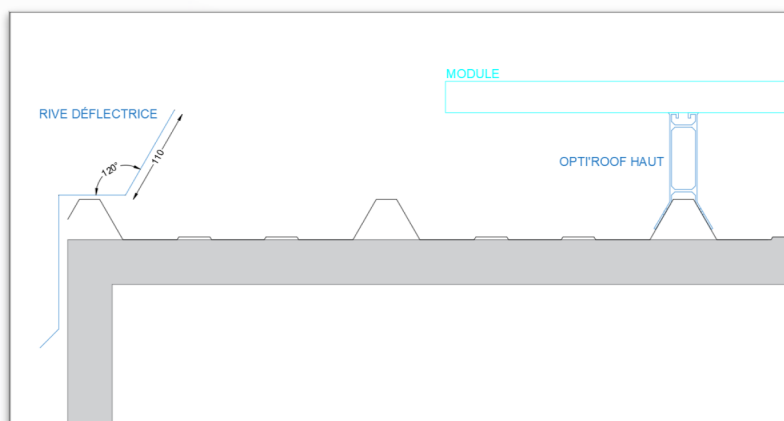 MODULE
RIVE DÉFLECTRICE
110
120°
OPTI'ROOF HAUT